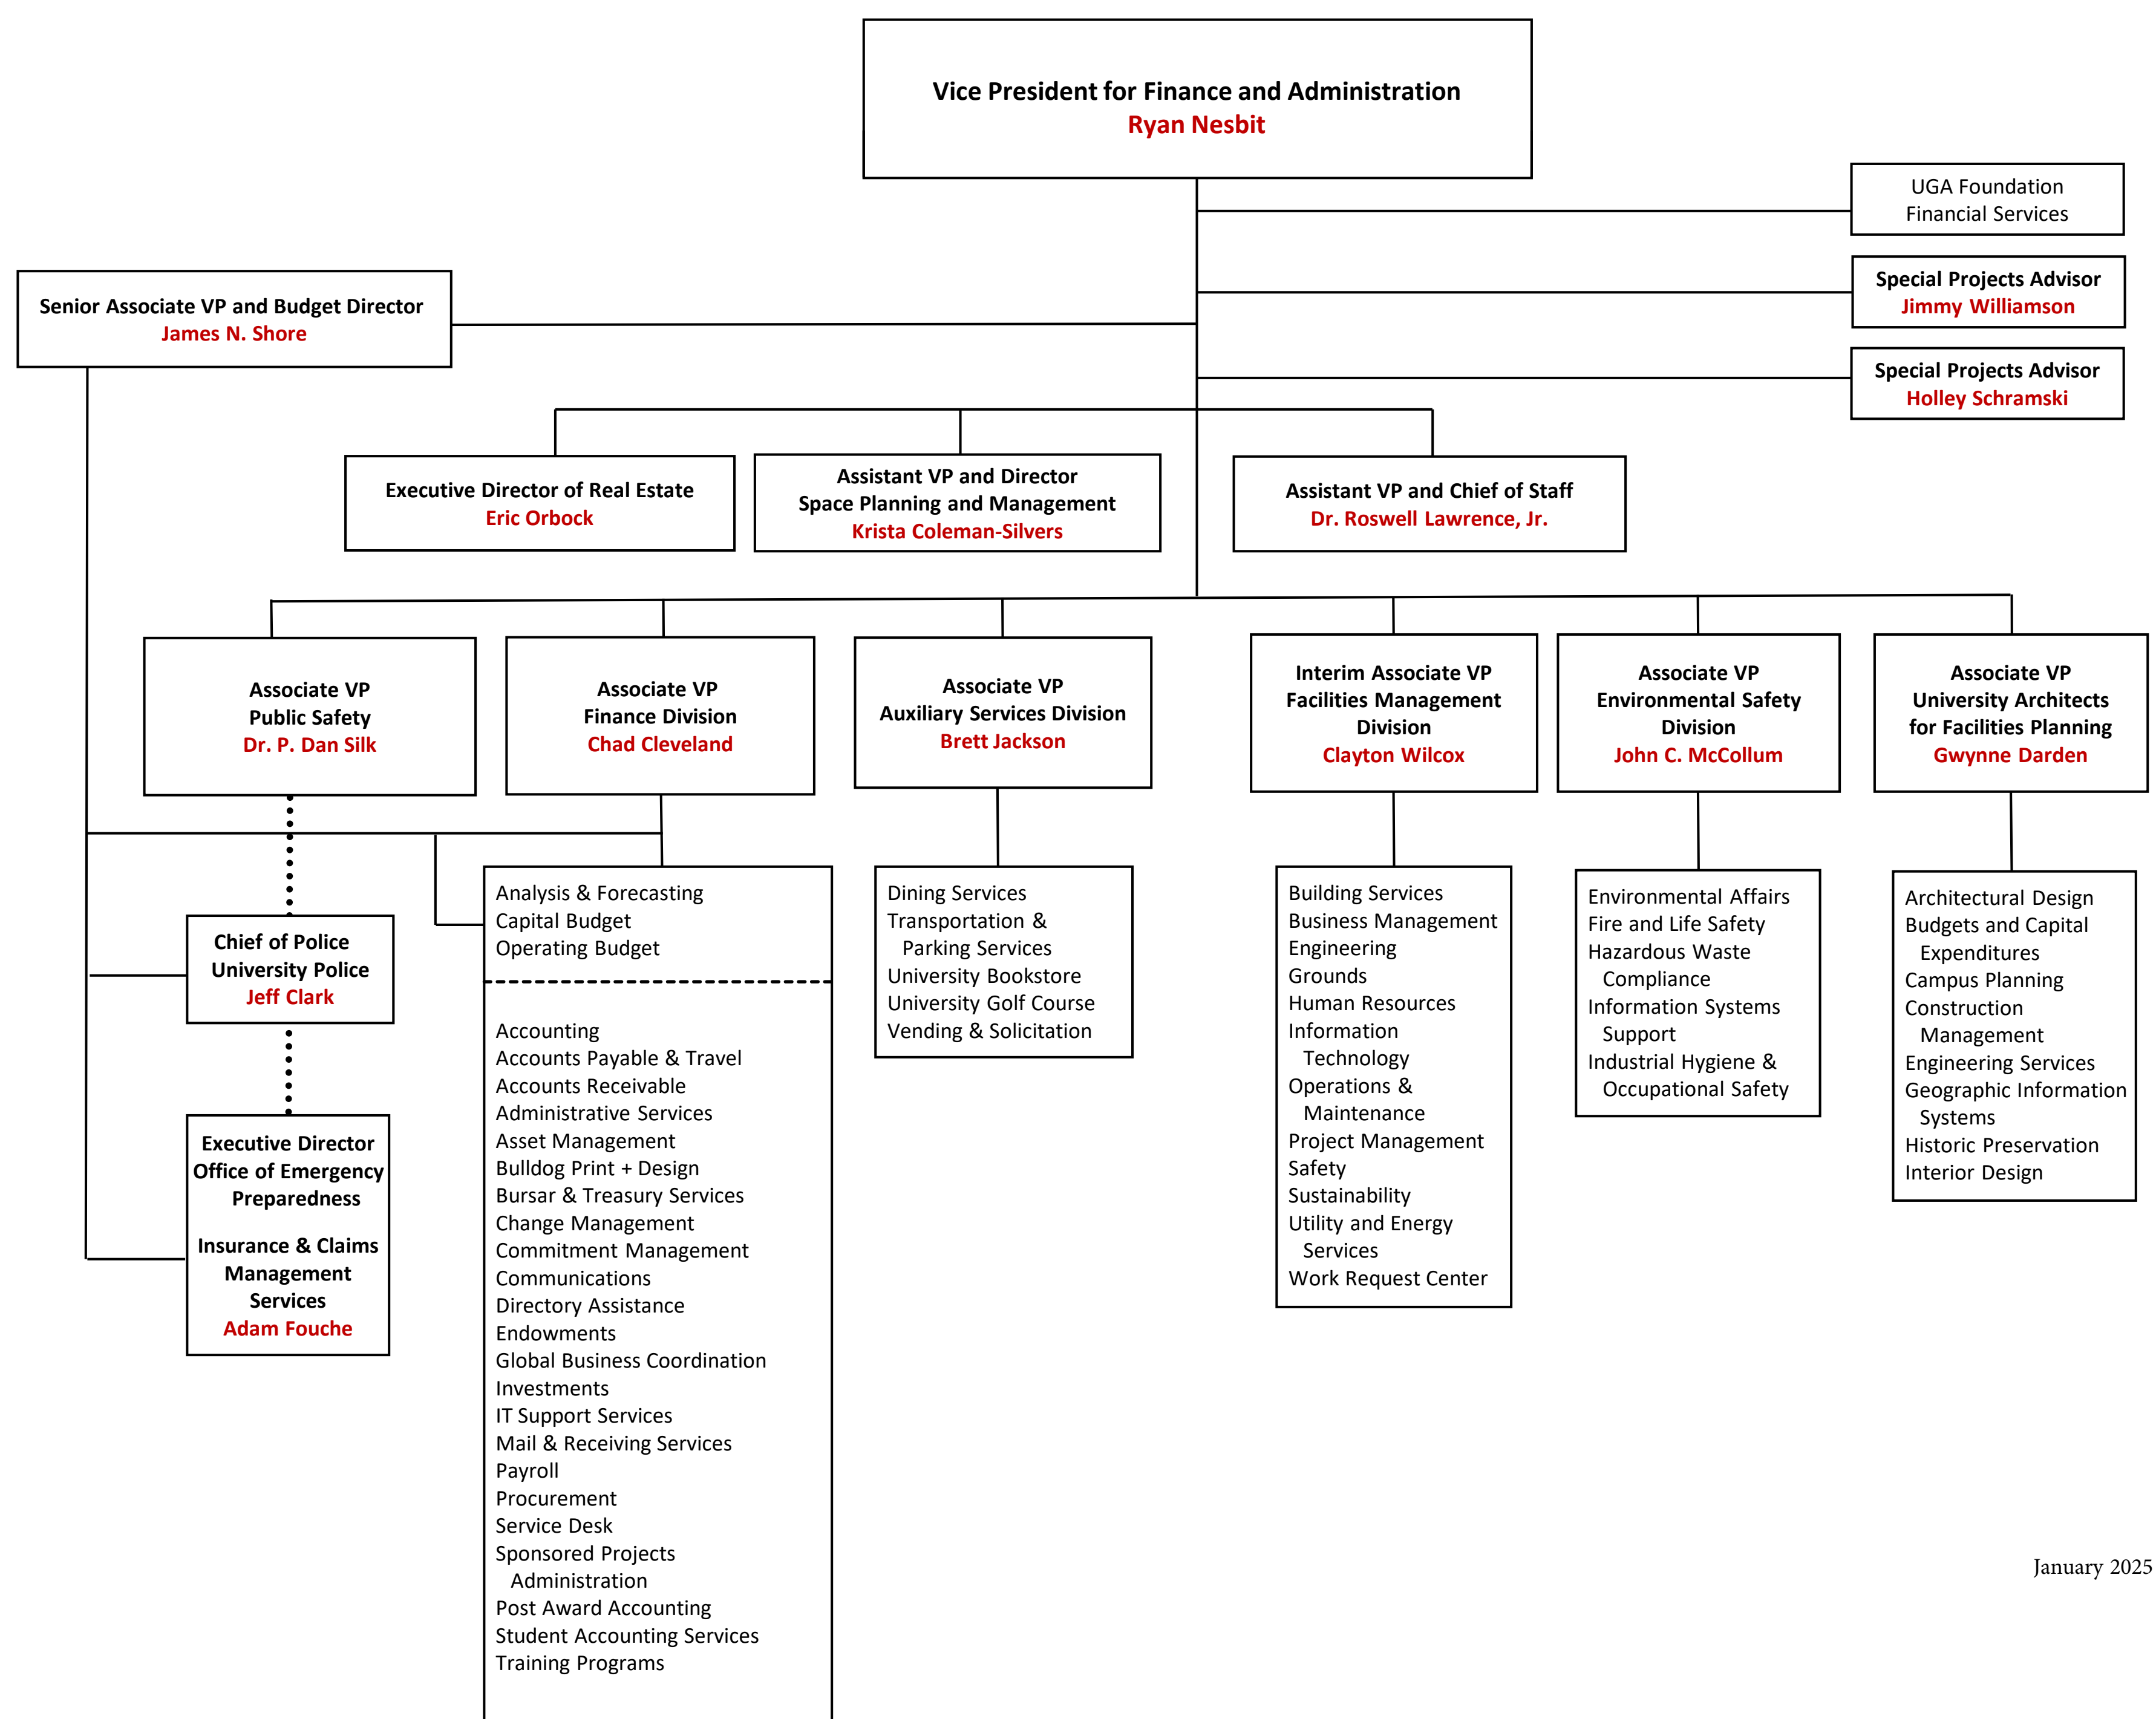 Vice President for Finance and Administration
Ryan Nesbit
UGA Foundation
Financial Services
Special Projects Advisor
Jimmy Williamson
Senior Associate VP and Budget Director
James N. Shore
Special Projects Advisor
Holley Schramski
Executive Director of Real Estate
Eric Orbock
Assistant VP and Director
Space Planning and Management
Krista Coleman-Silvers
Assistant VP and Chief of Staff
Dr. Roswell Lawrence, Jr.
Associate VP
Public Safety
Dr. P. Dan Silk
Associate VP
Finance Division
Chad Cleveland
Associate VP
Auxiliary Services Division
Brett Jackson
Interim Associate VP
Facilities Management
Division
Clayton Wilcox
Associate VP
Environmental Safety
Division
John C. McCollum
Associate VP
University Architects
for Facilities Planning
Gwynne Darden
Chief of Police
University Police
Jeff Clark
Executive Director
Office of Emergency
Preparedness
Insurance & Claims
Management
Services
Adam Fouche
Analysis & Forecasting
Capital Budget
Operating Budget
Accounting
Accounts Payable & Travel
Accounts Receivable
Administrative Services
Asset Management
Bulldog Print + Design
Bursar & Treasury Services
Change Management
Commitment Management
Communications
Directory Assistance
Endowments
Global Business Coordination
Investments
IT Support Services
Mail & Receiving Services
Payroll
Procurement
Service Desk
Sponsored Projects
Administration
Post Award Accounting
Student Accounting Services
Training Programs
Dining Services
Transportation &
Parking Services
University Bookstore
University Golf Course
Vending & Solicitation
Building Services
Business Management
Engineering
Grounds
Human Resources
Information
Technology
Operations &
Maintenance
Project Management
Safety
Sustainability
Utility and Energy
Services
Work Request Center
Environmental Affairs
Fire and Life Safety
Hazardous Waste
Compliance
Information Systems
Support
Industrial Hygiene &
Occupational Safety
Architectural Design
Budgets and Capital
Expenditures
Campus Planning
Construction
Management
Engineering Services
Geographic Information
Systems
Historic Preservation
Interior Design
January 2025